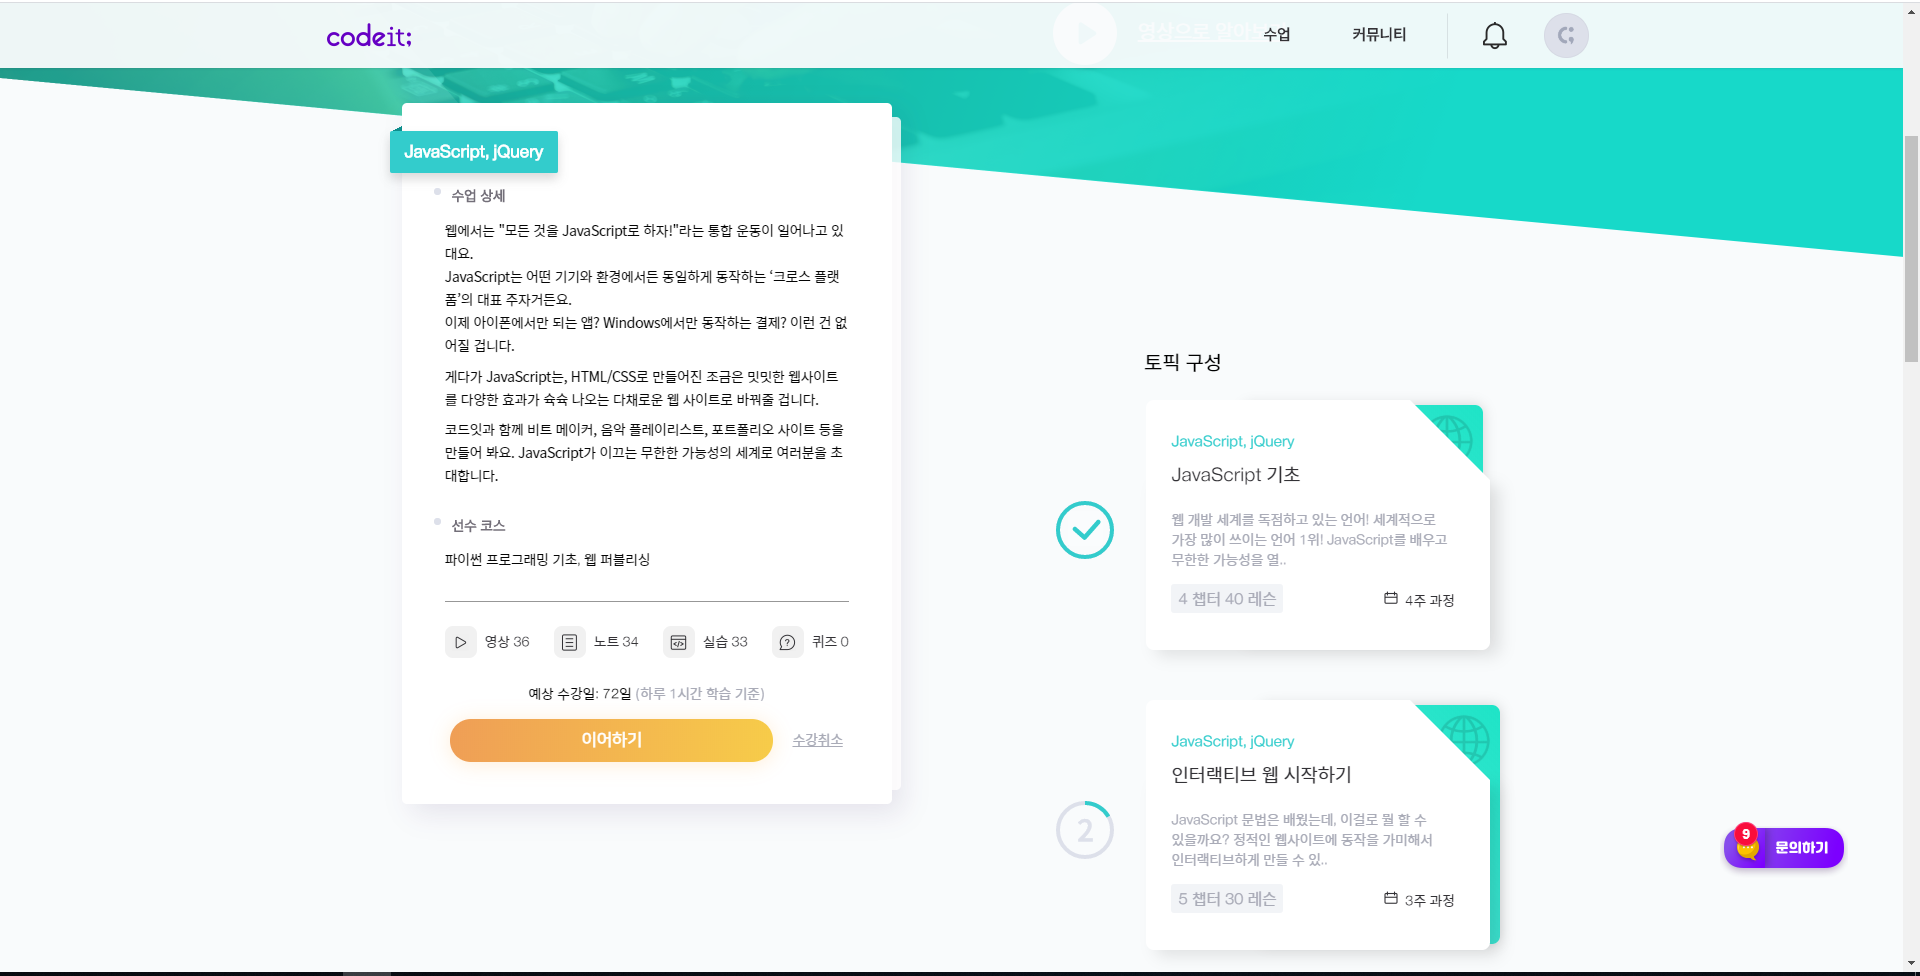 codeit;
영상으로 알아보기
수업
커뮤니티
JavaScript, jQuery
수업 상세
웹에서는 "모든 것을 JavaScript로 하자!"라는 통합 운동이 일어나고 있
대요.
JavaScript는 어떤 기기와 환경에서든 동일하게 동작하는 ‘크로스 플랫
폼’의 대표 주자거든요.
이제 아이폰에서만 되는 앱? Windows에서만 동작하는 결제? 이런 건 없
어질 겁니다.
게다가 JavaScript는, HTML/CSS로 만들어진 조금은 밋밋한 웹사이트
를 다양한 효과가 슉슉 나오는 다채로운 웹 사이트로 바꿔줄 겁니다.
코드잇과 함께 비트 메이커, 음악 플레이리스트, 포트폴리오 사이트 등을
만들어 봐요. JavaScript가 이끄는 무한한 가능성의 세계로 여러분을 초
대합니다.
선수 코스
파이썬 프로그래밍 기초, 웹 퍼블리싱
영상 36
노트 34
실습 33
퀴즈 0
예상 수강일: 72일 (하루 1시간 학습 기준)
이어하기
수강취소
토픽 구성
JavaScript, jQuery
JavaScript 기초
웹 개발 세계를 독점하고 있는 언어! 세계적으로
가장 많이 쓰이는 언어 1위! JavaScript를 배우고
무한한 가능성을 열..
4 챕터 40 레슨
4주 과정
2
JavaScript, jQuery
인터랙티브 웹 시작하기
JavaScript 문법은 배웠는데, 이걸로 뭘 할 수
있을까요? 정적인 웹사이트에 동작을 가미해서
인터랙티브하게 만들 수 있..
5 챕터 30 레슨
3주 과정
9
문의하기